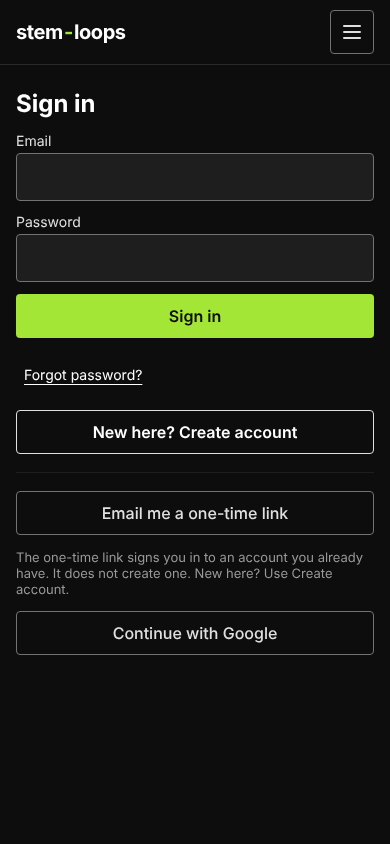 stem-loops
Sign in
Email
Password
Sign in
Forgot password?
New here? Create account
Email me a one-time link
The one-time link signs you in to an account you already
have. It does not create one. New here? Use Create
account.
Continue with Google